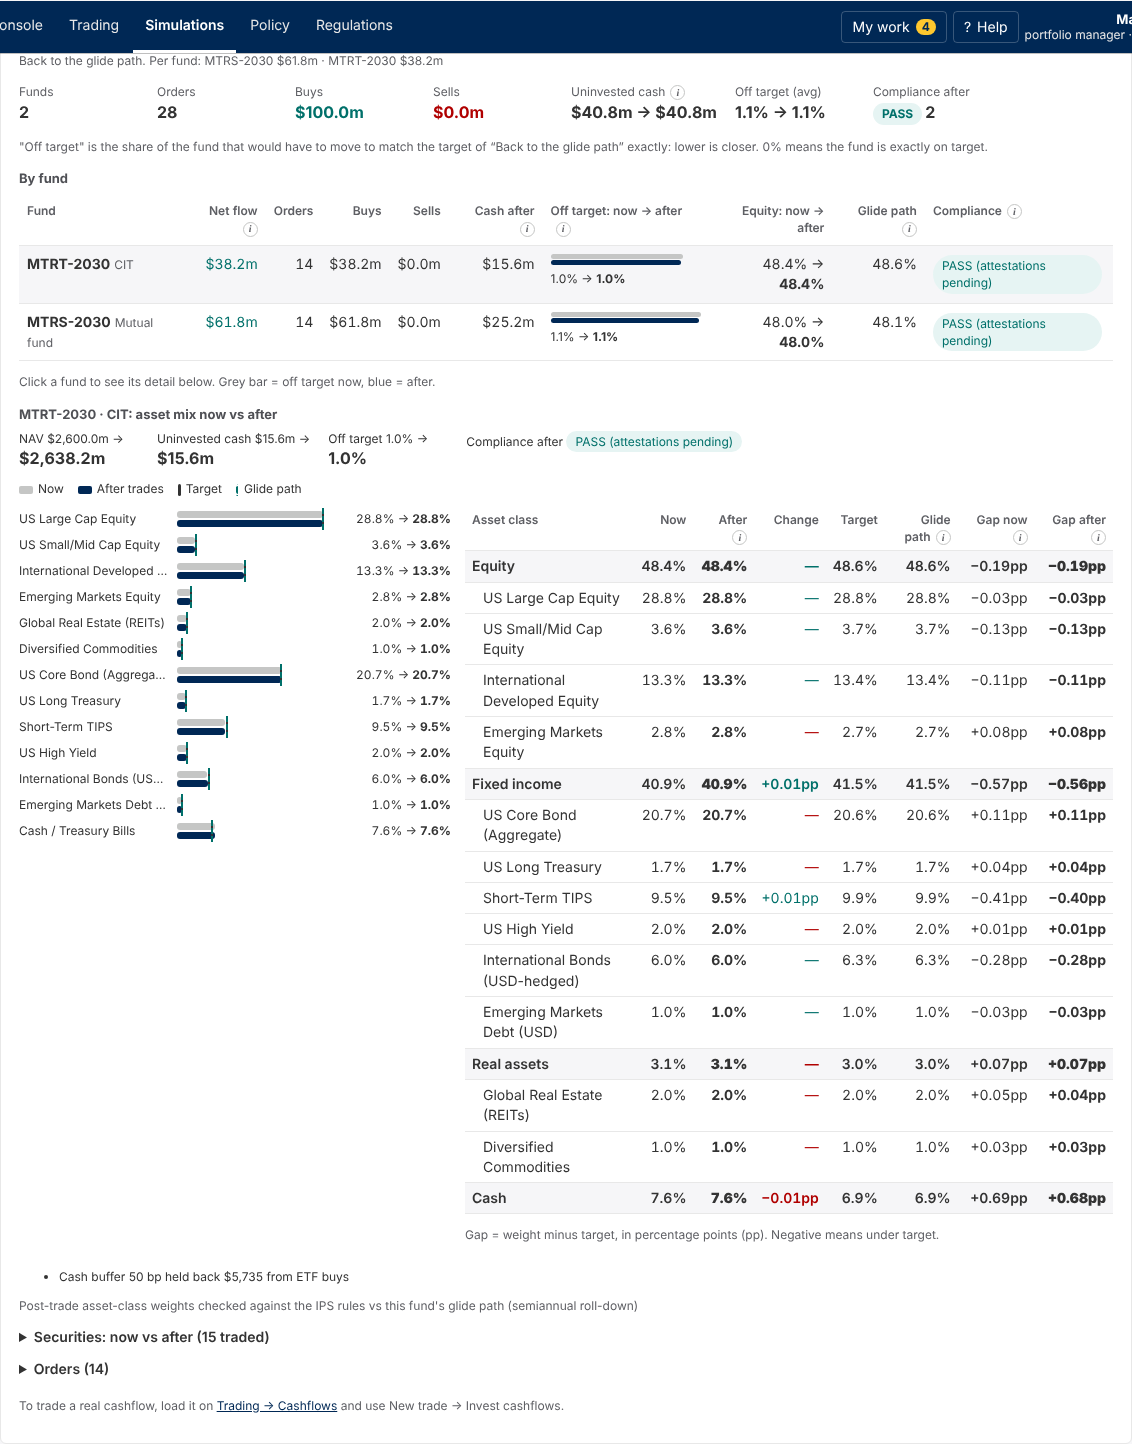 onsole Trading Simulations Policy Regulations My work 4 ? Help Ma
portfolio manager ·
Back to the glide path. Per fund: MTRS-2030 $61.8m · MTRT-2030 $38.2m
Funds Orders Buys Sells Uninvested cash i Off target (avg) Compliance after
2 28 $100.0m $0.0m $40.8m → $40.8m 1.1% → 1.1% PASS 2
"Off target" is the share of the fund that would have to move to match the target of “Back to the glide path” exactly: lower is closer. 0% means the fund is exactly on target.
By fund
Fund Net flow i Orders Buys Sells Cash after i Off target: now → after i Equity: now → after Glide path i Compliance i
MTRT-2030 CIT $38.2m 14 $38.2m $0.0m $15.6m 1.0% → 1.0% 48.4% → 48.4% 48.6% PASS (attestations pending)
MTRS-2030 Mutual fund $61.8m 14 $61.8m $0.0m $25.2m 1.1% → 1.1% 48.0% → 48.0% 48.1% PASS (attestations pending)
Click a fund to see its detail below. Grey bar = off target now, blue = after.
MTRT-2030 · CIT: asset mix now vs after
NAV $2,600.0m → Uninvested cash $15.6m → Off target 1.0% → Compliance after PASS (attestations pending)
$2,638.2m $15.6m 1.0%
Now After trades Target Glide path
US Large Cap Equity 28.8% → 28.8%
US Small/Mid Cap Equity 3.6% → 3.6%
International Developed ... 13.3% → 13.3%
Emerging Markets Equity 2.8% → 2.8%
Global Real Estate (REITs) 2.0% → 2.0%
Diversified Commodities 1.0% → 1.0%
US Core Bond (Aggrega... 20.7% → 20.7%
US Long Treasury 1.7% → 1.7%
Short-Term TIPS 9.5% → 9.5%
US High Yield 2.0% → 2.0%
International Bonds (US... 6.0% → 6.0%
Emerging Markets Debt ... 1.0% → 1.0%
Cash / Treasury Bills 7.6% → 7.6%
Asset class Now After i Change Target Glide path i Gap now i Gap after i
Equity 48.4% 48.4% — 48.6% 48.6% −0.19pp −0.19pp
US Large Cap Equity 28.8% 28.8% — 28.8% 28.8% −0.03pp −0.03pp
US Small/Mid Cap Equity 3.6% 3.6% — 3.7% 3.7% −0.13pp −0.13pp
International Developed Equity 13.3% 13.3% — 13.4% 13.4% −0.11pp −0.11pp
Emerging Markets Equity 2.8% 2.8% — 2.7% 2.7% +0.08pp +0.08pp
Fixed income 40.9% 40.9% +0.01pp 41.5% 41.5% −0.57pp −0.56pp
US Core Bond (Aggregate) 20.7% 20.7% — 20.6% 20.6% +0.11pp +0.11pp
US Long Treasury 1.7% 1.7% — 1.7% 1.7% +0.04pp +0.04pp
Short-Term TIPS 9.5% 9.5% +0.01pp 9.9% 9.9% −0.41pp −0.40pp
US High Yield 2.0% 2.0% — 2.0% 2.0% +0.01pp +0.01pp
International Bonds (USD-hedged) 6.0% 6.0% — 6.3% 6.3% −0.28pp −0.28pp
Emerging Markets Debt (USD) 1.0% 1.0% — 1.0% 1.0% −0.03pp −0.03pp
Real assets 3.1% 3.1% — 3.0% 3.0% +0.07pp +0.07pp
Global Real Estate (REITs) 2.0% 2.0% — 2.0% 2.0% +0.05pp +0.04pp
Diversified Commodities 1.0% 1.0% — 1.0% 1.0% +0.03pp +0.03pp
Cash 7.6% 7.6% −0.01pp 6.9% 6.9% +0.69pp +0.68pp
Gap = weight minus target, in percentage points (pp). Negative means under target.
• Cash buffer 50 bp held back $5,735 from ETF buys
Post-trade asset-class weights checked against the IPS rules vs this fund's glide path (semiannual roll-down)
▶ Securities: now vs after (15 traded)
▶ Orders (14)
To trade a real cashflow, load it on Trading → Cashflows and use New trade → Invest cashflows.